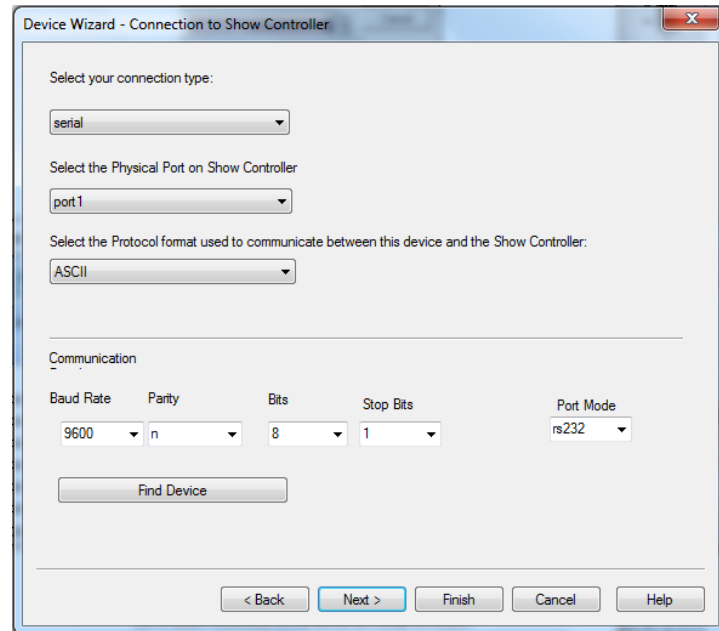 Device Wizard - Connection to Show Controller
Select your connection type:
serial
Select the Physical Port on Show Controller
port1
Select the Protocol format used to communicate between this device and the Show Controller:
ASCII
Communication
Baud Rate Parity Bits Stop Bits Port Mode
9600 n 8 1 rs232
Find Device
< Back Next > Finish Cancel Help